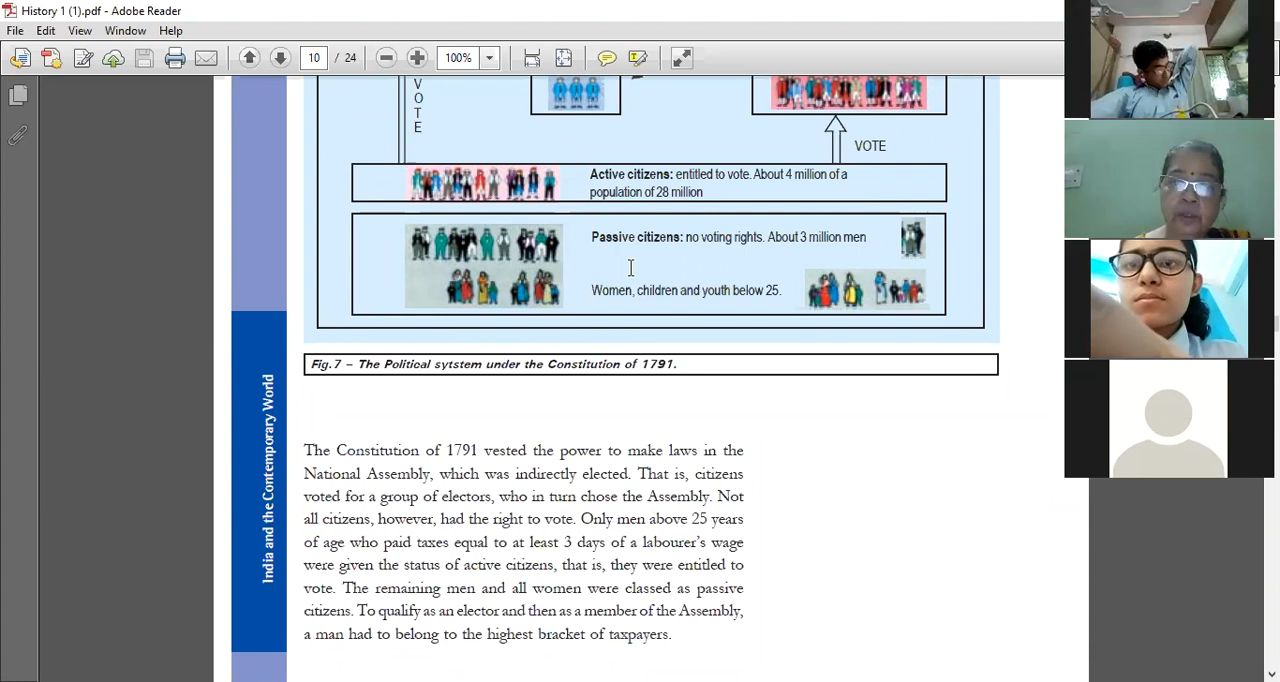 History 1 (1).pdf - Adobe Reader
File Edit View Window Help
10 / 24 100%
VOTE
VOTE
Active citizens: entitled to vote. About 4 million of a
population of 28 million
Passive citizens: no voting rights. About 3 million men
Women, children and youth below 25.
Fig.7 – The Political sytstem under the Constitution of 1791.
India and the Contemporary World
The Constitution of 1791 vested the power to make laws in the
National Assembly, which was indirectly elected. That is, citizens
voted for a group of electors, who in turn chose the Assembly. Not
all citizens, however, had the right to vote. Only men above 25 years
of age who paid taxes equal to at least 3 days of a labourer's wage
were given the status of active citizens, that is, they were entitled to
vote. The remaining men and all women were classed as passive
citizens. To qualify as an elector and then as a member of the Assembly,
a man had to belong to the highest bracket of taxpayers.